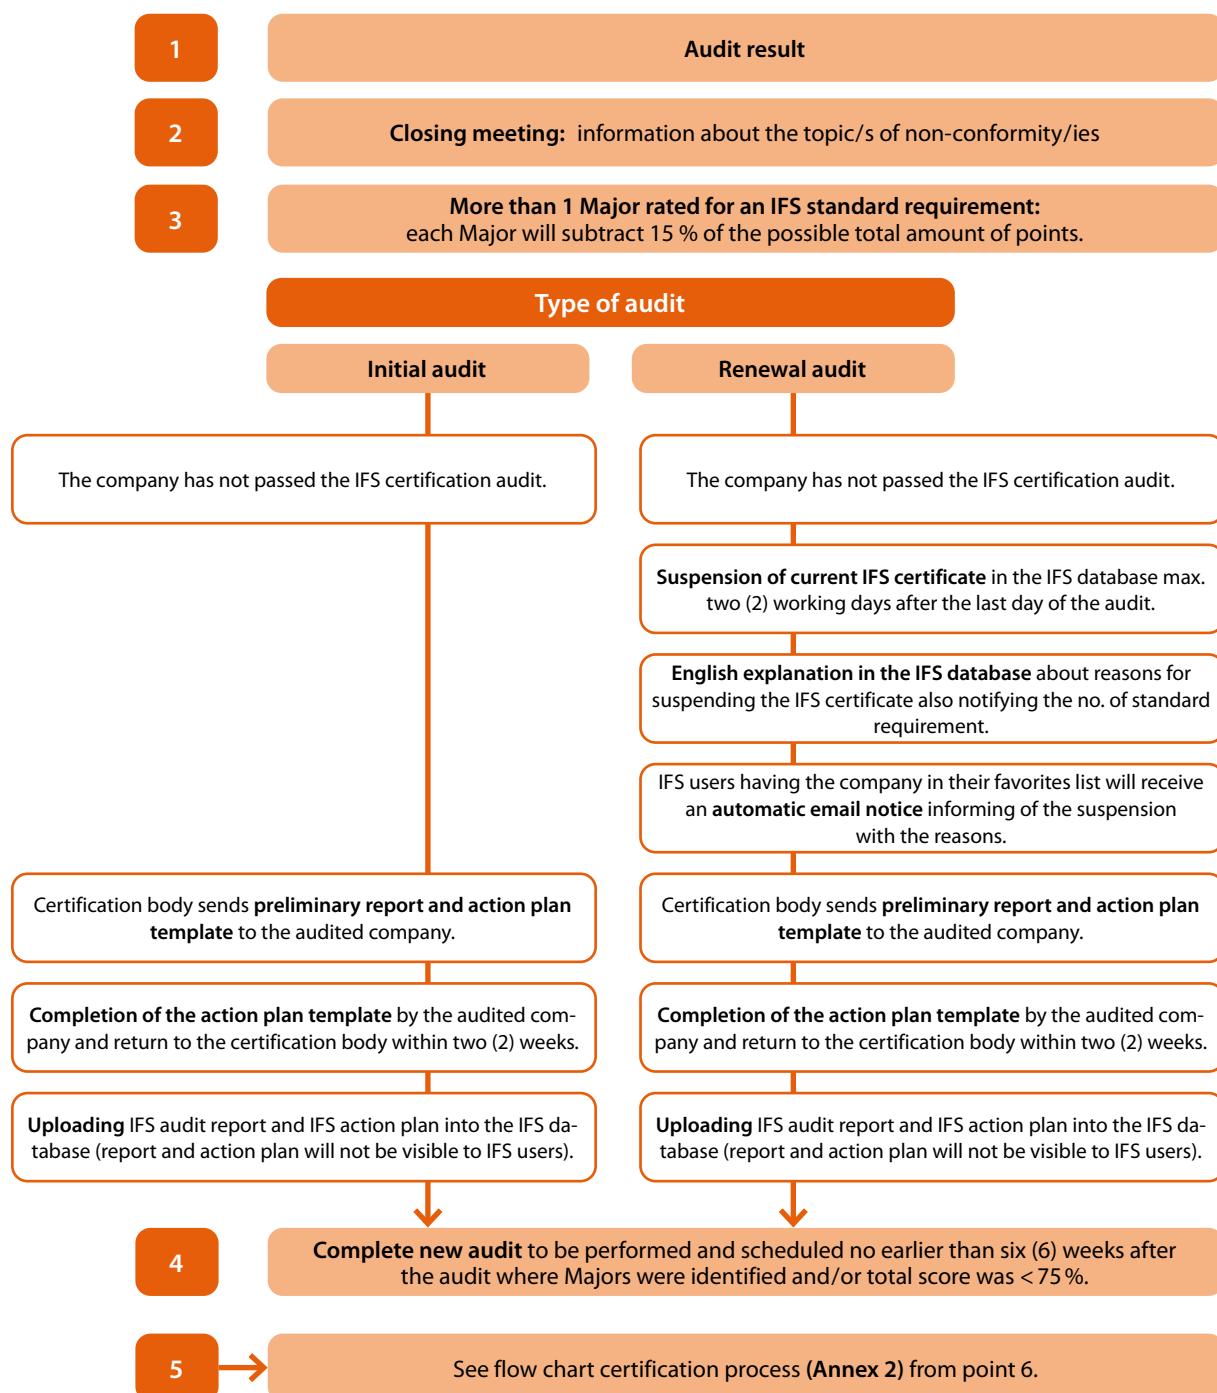 1
Audit result
2
Closing meeting: information about the topic/s of non-conformity/ies
3
More than 1 Major rated for an IFS standard requirement:
each Major will subtract 15 % of the possible total amount of points.
Type of audit
Initial audit
The company has not passed the IFS certification audit.
Certification body sends preliminary report and action plan
template to the audited company.
Completion of the action plan template by the audited com-
pany and return to the certification body within two (2) weeks.
Uploading IFS audit report and IFS action plan into the IFS da-
tabase (report and action plan will not be visible to IFS users).
Renewal audit
The company has not passed the IFS certification audit.
Suspension of current IFS certificate in the IFS database max.
two (2) working days after the last day of the audit.
English explanation in the IFS database about reasons for
suspending the IFS certificate also notifying the no. of standard
requirement.
IFS users having the company in their favorites list will receive
an automatic email notice informing of the suspension
with the reasons.
Certification body sends preliminary report and action plan
template to the audited company.
Completion of the action plan template by the audited com-
pany and return to the certification body within two (2) weeks.
Uploading IFS audit report and IFS action plan into the IFS da-
tabase (report and action plan will not be visible to IFS users).
4
Complete new audit to be performed and scheduled no earlier than six (6) weeks after
the audit where Majors were identified and/or total score was < 75 %.
5
See flow chart certification process (Annex 2) from point 6.